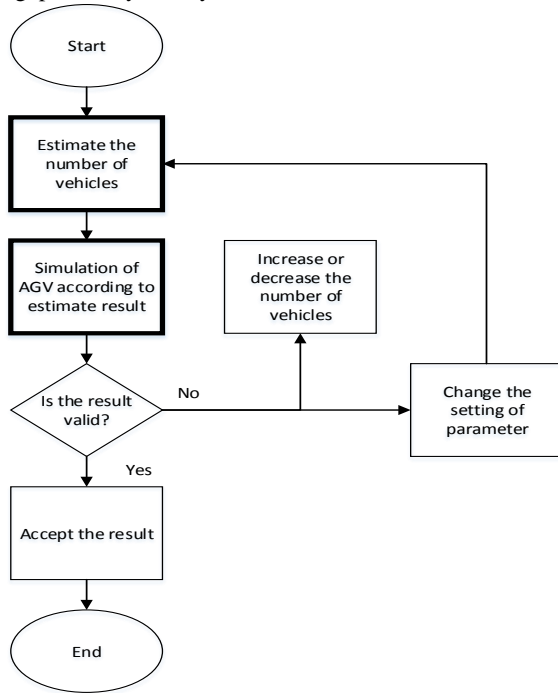 Start
Estimate the
number of
vehicles
Simulation of
AGV according to
estimate result
Increase or
decrease the
number of
vehicles
Is the result
valid?
No
Change the
setting of
parameter
Yes
Accept the result
End